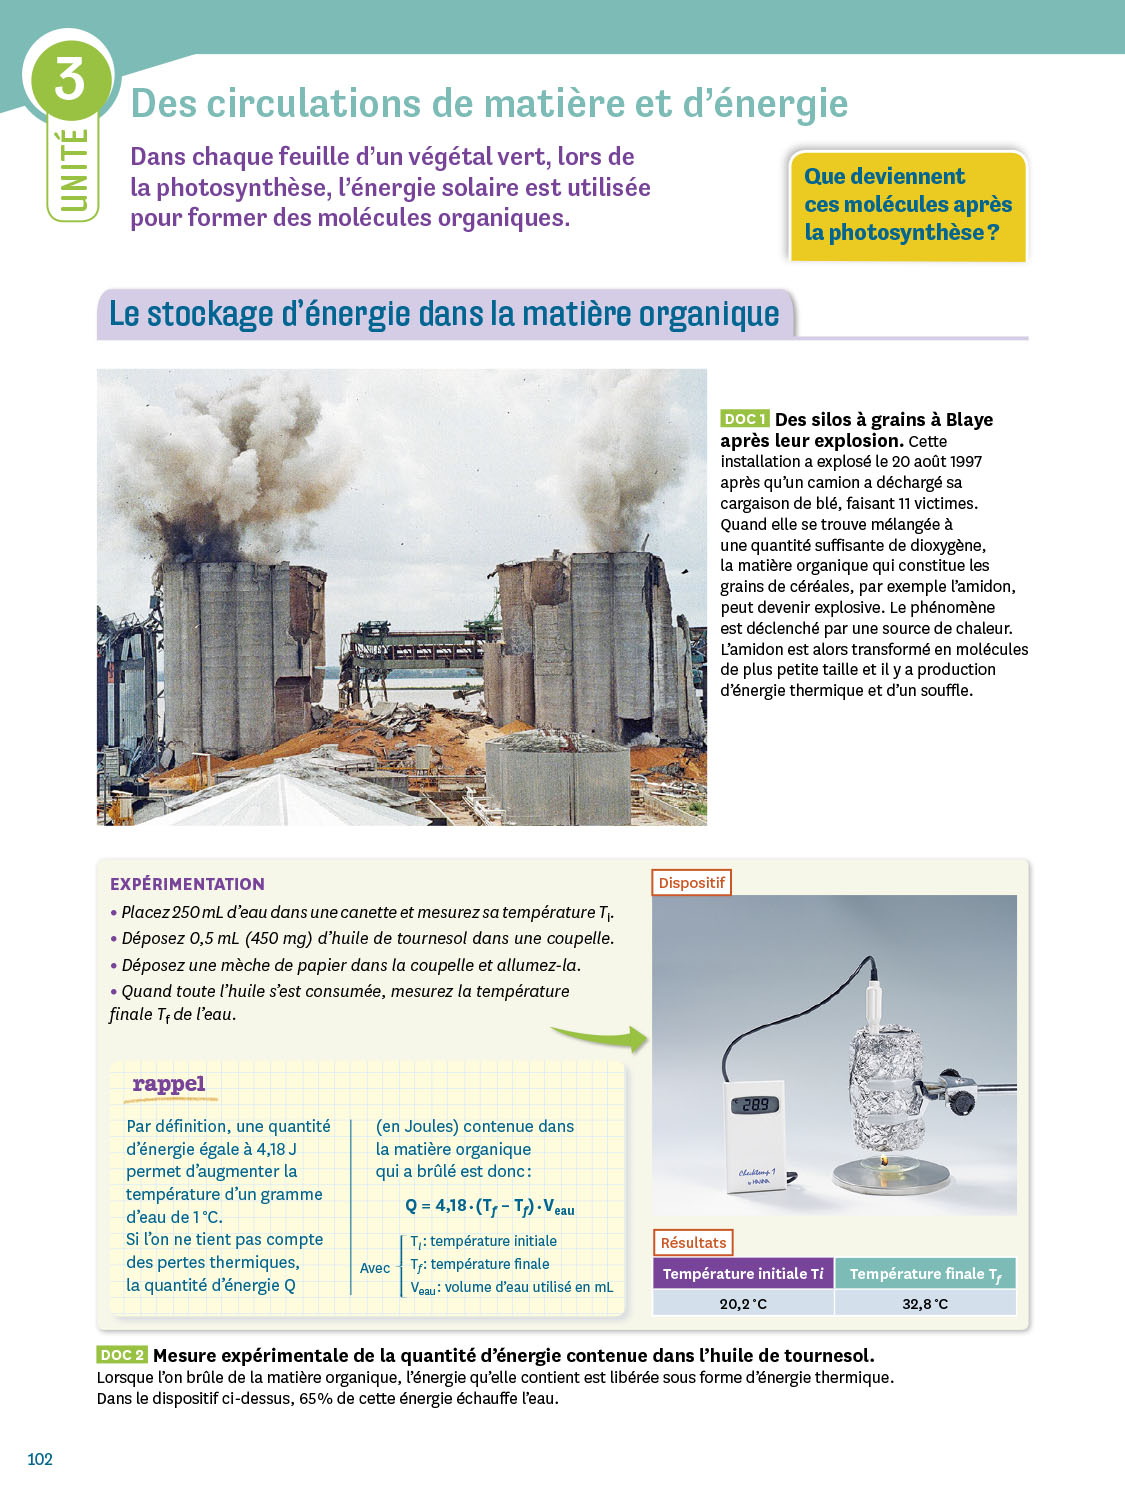 3
UNITÉ
Des circulations de matière et d'énergie
Dans chaque feuille d'un végétal vert, lors de
la photosynthèse, l'énergie solaire est utilisée
pour former des molécules organiques.
Que deviennent
ces molécules après
la photosynthèse ?
Le stockage d'énergie dans la matière organique
DOC 1 Des silos à grains à Blaye
après leur explosion. Cette
installation a explosé le 20 août 1997
après qu'un camion a déchargé sa
cargaison de blé, faisant 11 victimes.
Quand elle se trouve mélangée à
une quantité suffisante de dioxygène,
la matière organique qui constitue les
grains de céréales, par exemple l'amidon,
peut devenir explosive. Le phénomène
est déclenché par une source de chaleur.
L'amidon est alors transformé en molécules
de plus petite taille et il y a production
d'énergie thermique et d'un souffle.
EXPÉRIMENTATION
• Placez 250 mL d'eau dans une canette et mesurez sa température Ti.
• Déposez 0,5 mL (450 mg) d'huile de tournesol dans une coupelle.
• Déposez une mèche de papier dans la coupelle et allumez-la.
• Quand toute l'huile s'est consumée, mesurez la température
finale Tf de l'eau.
rappel
Par définition, une quantité
d'énergie égale à 4,18 J
permet d'augmenter la
température d'un gramme
d'eau de 1 °C.
Si l'on ne tient pas compte
des pertes thermiques,
la quantité d'énergie Q
(en Joules) contenue dans
la matière organique
qui a brûlé est donc :
Q = 4,18 · (Tf – Tf) · Veau
Avec
Ti : température initiale
Tf : température finale
Veau : volume d'eau utilisé en mL
Dispositif
28.9
Checktemp 1
by HANNA
Résultats
Température initiale Ti Température finale Tf
20,2 °C 32,8 °C
DOC 2 Mesure expérimentale de la quantité d'énergie contenue dans l'huile de tournesol.
Lorsque l'on brûle de la matière organique, l'énergie qu'elle contient est libérée sous forme d'énergie thermique.
Dans le dispositif ci-dessus, 65 % de cette énergie échauffe l'eau.
102